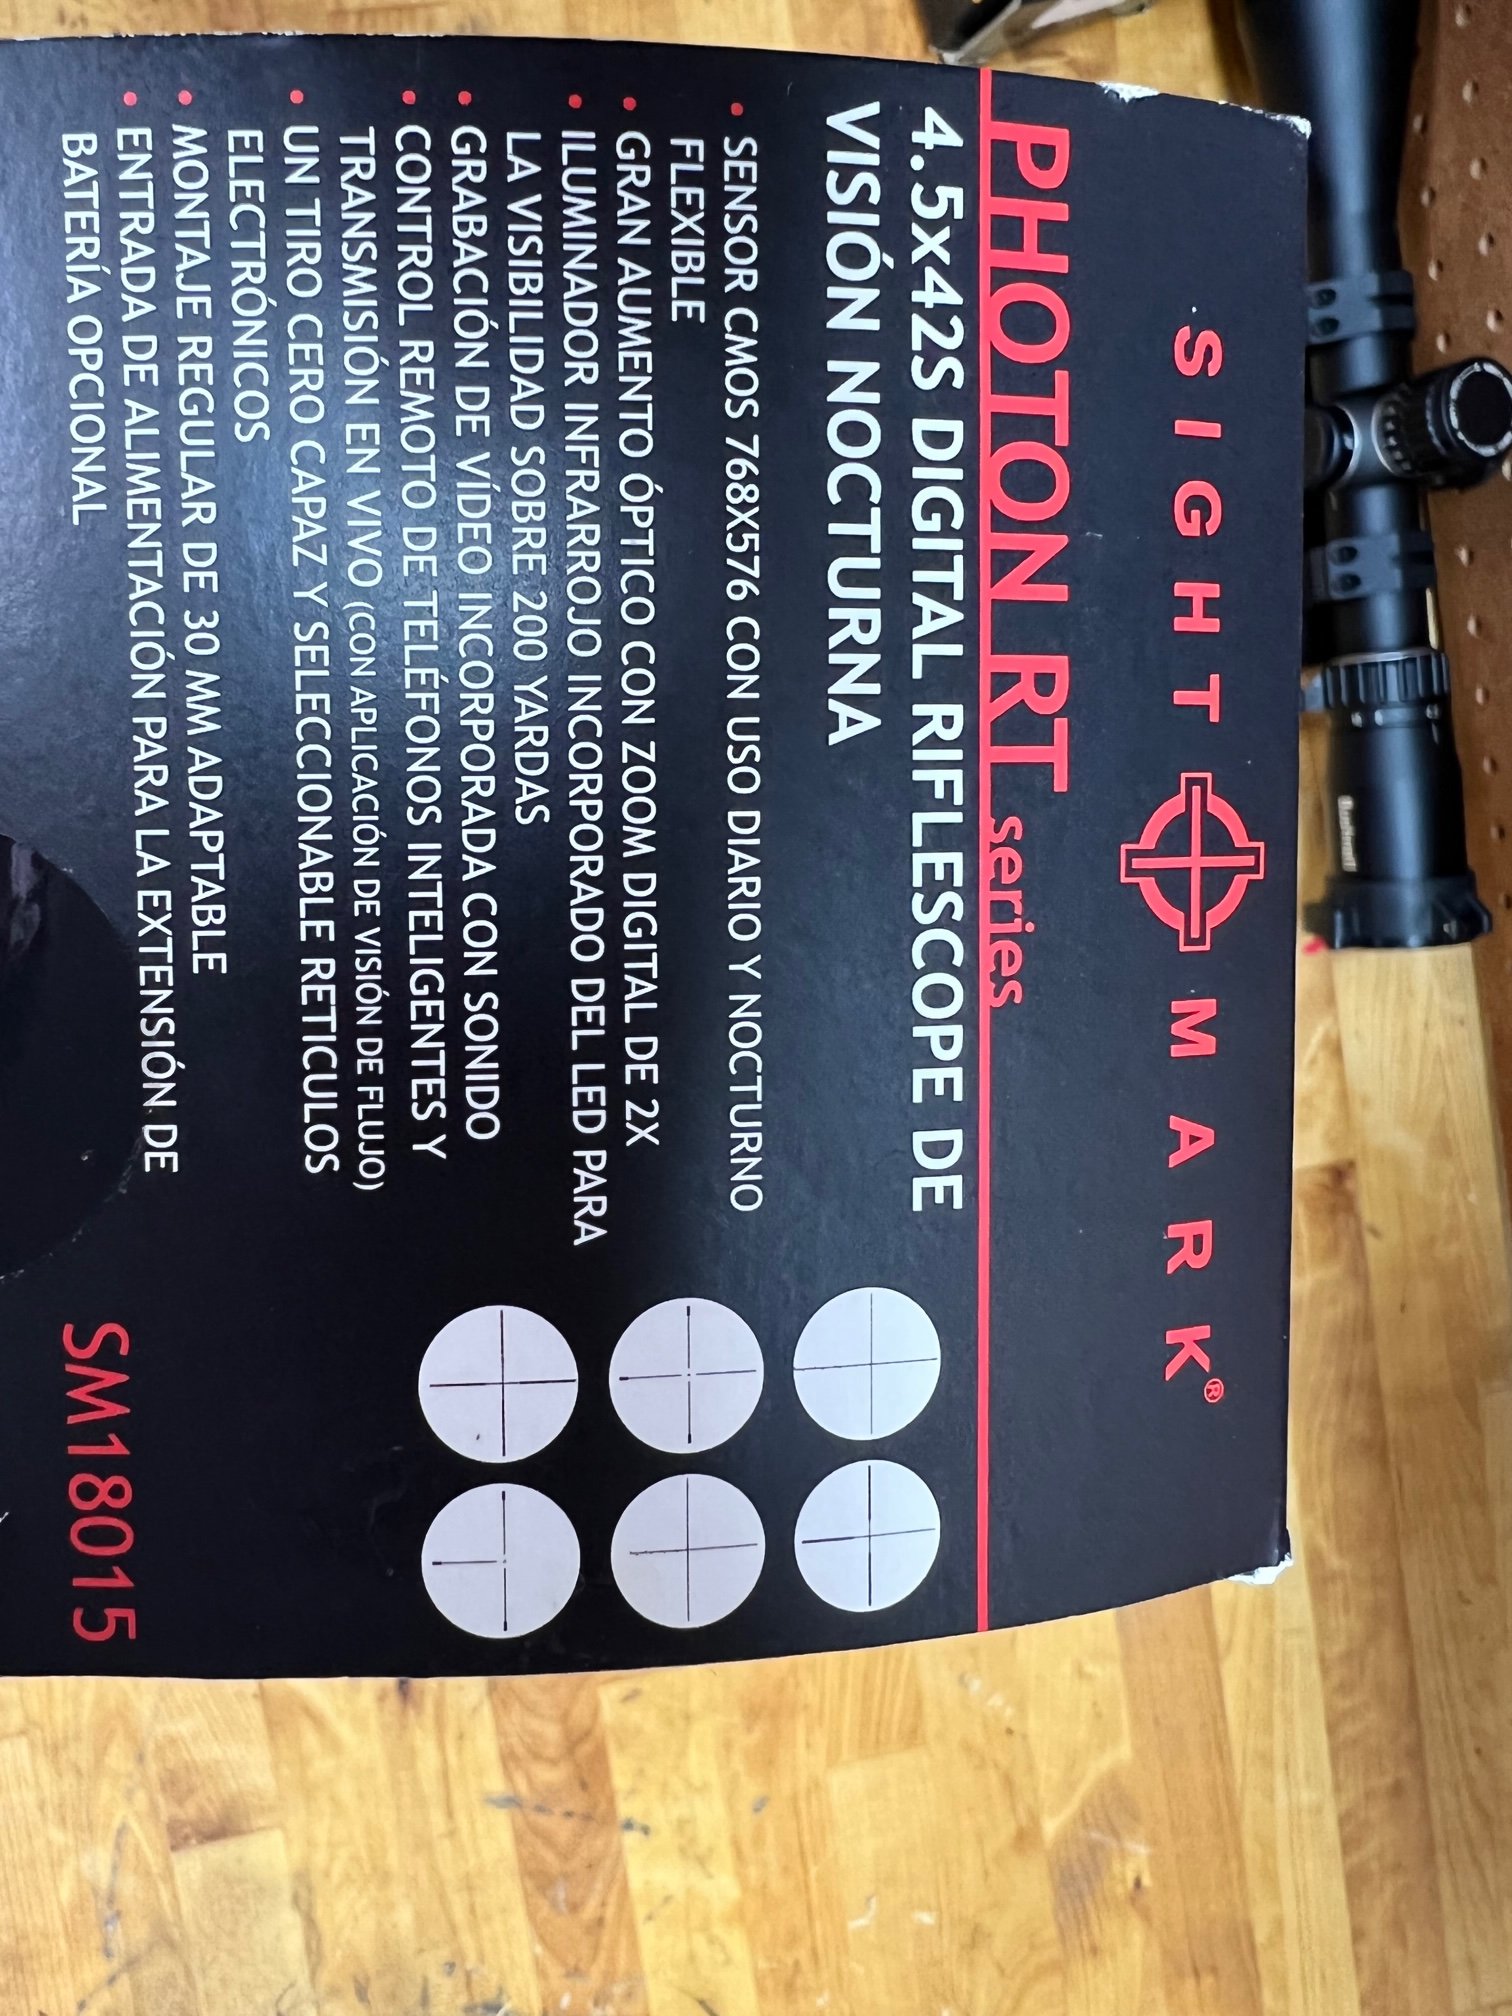 SIGHTMARK®
PHOTON RT series
4.5x42S DIGITAL RIFLESCOPE DE
VISIÓN NOCTURNA
• SENSOR CMOS 768X576 CON USO DIARIO Y NOCTURNO
FLEXIBLE
• GRAN AUMENTO ÓPTICO CON ZOOM DIGITAL DE 2X
• ILUMINADOR INFRARROJO INCORPORADO DEL LED PARA
LA VISIBILIDAD SOBRE 200 YARDAS
• GRABACIÓN DE VÍDEO INCORPORADA CON SONIDO
• CONTROL REMOTO DE TELÉFONOS INTELIGENTES Y
TRANSMISIÓN EN VIVO (CON APLICACIÓN DE VISIÓN DE FLUJO)
• UN TIRO CERO CAPAZ Y SELECCIONABLE RETICULOS
ELECTRÓNICOS
• MONTAJE REGULAR DE 30 MM ADAPTABLE
• ENTRADA DE ALIMENTACIÓN PARA LA EXTENSIÓN DE
BATERÍA OPCIONAL
SM18015